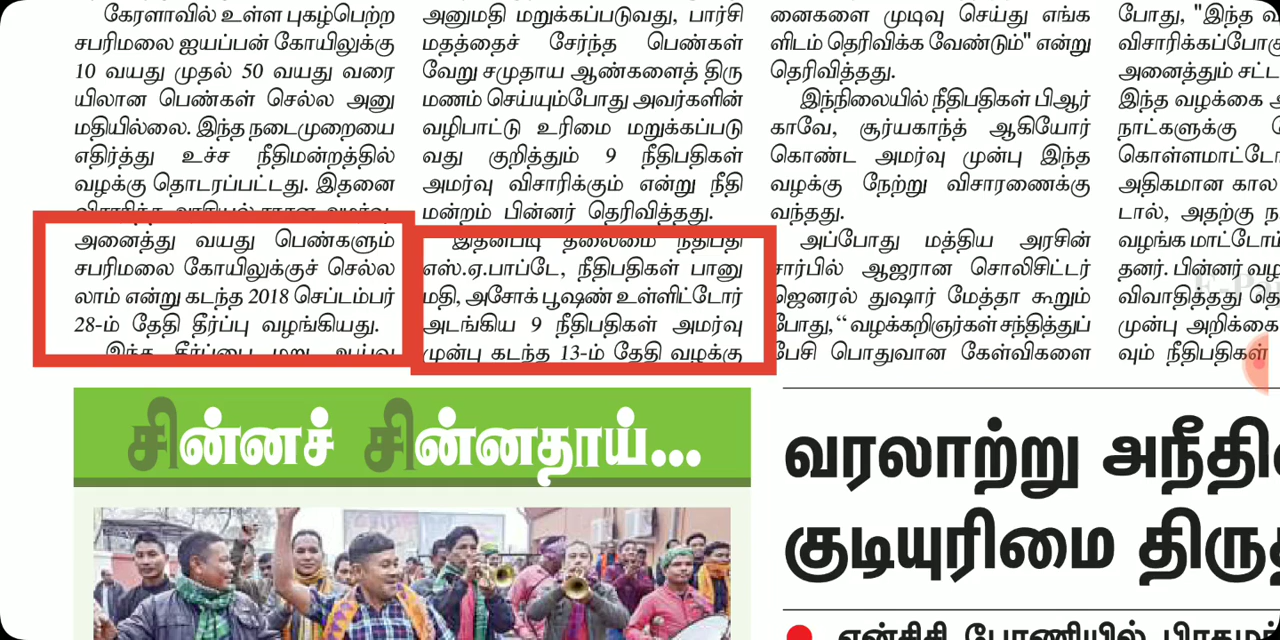 கேரளாவில் உள்ள புகழ்பெற்ற
சபரிமலை ஐயப்பன் கோயிலுக்கு
10 வயது முதல் 50 வயது வரை
யிலான பெண்கள் செல்ல அனு
மதியில்லை. இந்த நடைமுறையை
எதிர்த்து உச்ச நீதிமன்றத்தில்
வழக்கு தொடரப்பட்டது. இதனை
அனைத்து வயது பெண்களும்
சபரிமலை கோயிலுக்குச் செல்ல
லாம் என்று கடந்த 2018 செப்டம்பர்
28-ம் தேதி தீர்ப்பு வழங்கியது.
இந்த தீர்ப்பை மறு ஆய்வு
அனுமதி மறுக்கப்படுவது, பார்சி
மதத்தைச் சேர்ந்த பெண்கள்
வேறு சமுதாய ஆண்களைத் திரு
மணம் செய்யும்போது அவர்களின்
வழிபாட்டு உரிமை மறுக்கப்படு
வது குறித்தும் 9 நீதிபதிகள்
அமர்வு விசாரிக்கும் என்று நீதி
மன்றம் பின்னர் தெரிவித்தது.
இதன்படி தலைமை நீதிபதி
எஸ்.ஏ.பாப்டே, நீதிபதிகள் பானு
மதி, அசோக் பூஷண் உள்ளிட்டோர்
அடங்கிய 9 நீதிபதிகள் அமர்வு
முன்பு கடந்த 13-ம் தேதி வழக்கு
னைகளை முடிவு செய்து எங்க
ளிடம் தெரிவிக்க வேண்டும்" என்று
தெரிவித்தது.
இந்நிலையில் நீதிபதிகள் பிஆர்
காவே, சூர்யகாந்த் ஆகியோர்
கொண்ட அமர்வு முன்பு இந்த
வழக்கு நேற்று விசாரணைக்கு
வந்தது.
அப்போது மத்திய அரசின்
சார்பில் ஆஜரான சொலிசிட்டர்
ஜெனரல் துஷார் மேத்தா கூறும்
போது, “வழக்கறிஞர்கள் சந்தித்துப்
பேசி பொதுவான கேள்விகளை
போது, "இந்த
விசாரிக்கப்போகு
அனைத்தும் சட்ட
இந்த வழக்கை
நாட்களுக்கு
கொள்ளமாட்டோ
அதிகமான கால
டால், அதற்கு
வழங்க மாட்டோம்
தனர். பின்னர்
விவாதித்தது
முன்பு அறிக்கை
வும் நீதிபதிகள்
சின்னச் சின்னதாய்...
வரலாற்று அநீதி
குடியுரிமை திருத